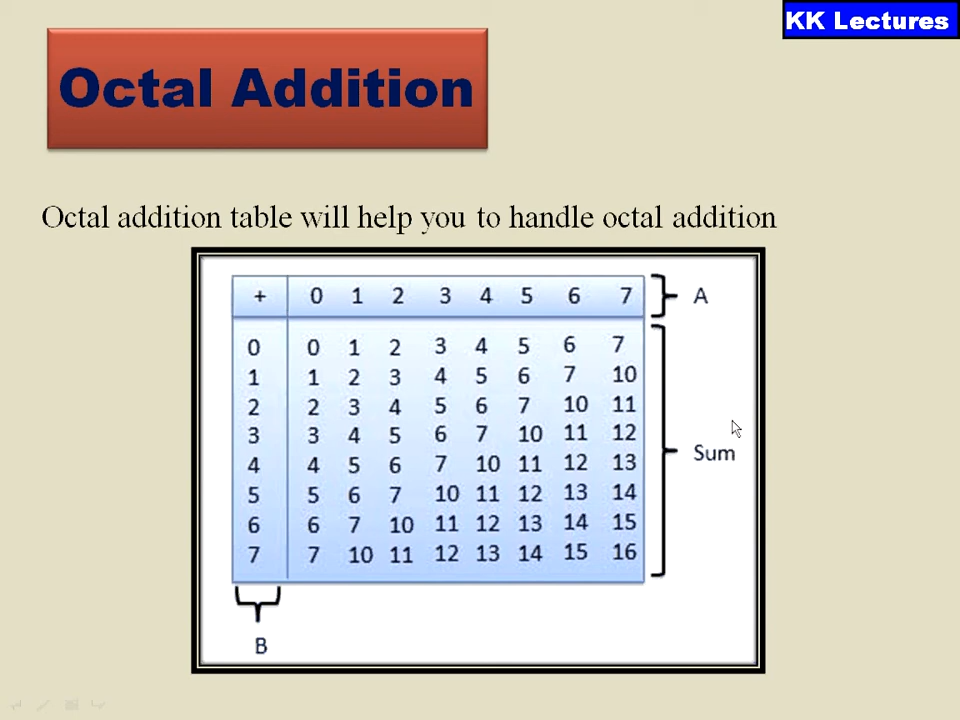 KK Lectures
Octal Addition
Octal addition table will help you to handle octal addition
+ 0 1 2 3 4 5 6 7 A
0 0 1 2 3 4 5 6 7
1 1 2 3 4 5 6 7 10
2 2 3 4 5 6 7 10 11
3 3 4 5 6 7 10 11 12
Sum
4 4 5 6 7 10 11 12 13
5 5 6 7 10 11 12 13 14
6 6 7 10 11 12 13 14 15
7 7 10 11 12 13 14 15 16
B